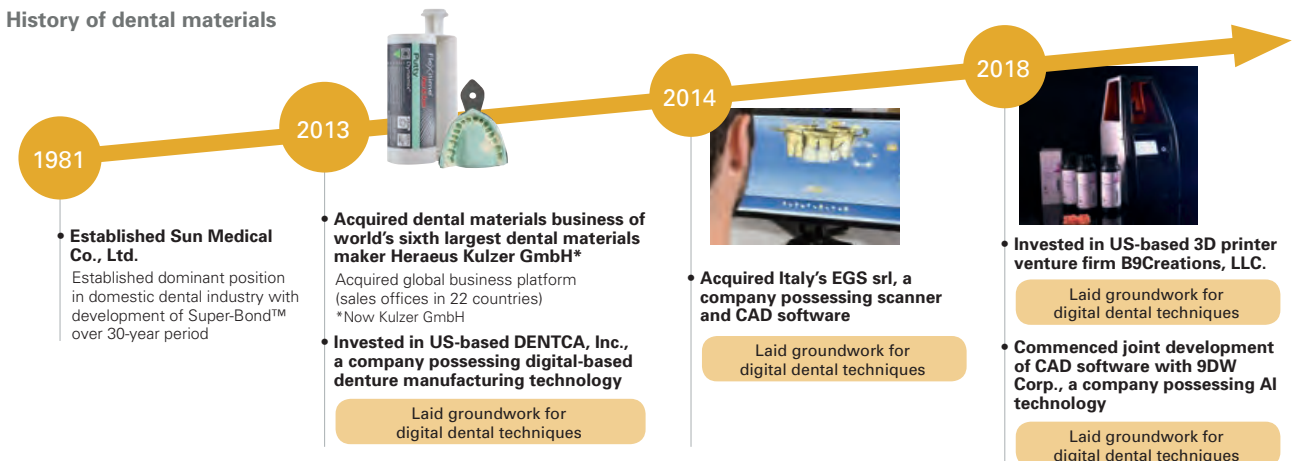 History of dental materials
1981
• Established Sun Medical
Co., Ltd.
Established dominant position
in domestic dental industry with
development of Super-Bond™
over 30-year period
2013
Putty
• Acquired dental materials business of
world's sixth largest dental materials
maker Heraeus Kulzer GmbH*
Acquired global business platform
(sales offices in 22 countries)
*Now Kulzer GmbH
• Invested in US-based DENTCA, Inc.,
a company possessing digital-based
denture manufacturing technology
Laid groundwork for
digital dental techniques
2014
• Acquired Italy's EGS srl, a
company possessing scanner
and CAD software
Laid groundwork for
digital dental techniques
2018
• Invested in US-based 3D printer
venture firm B9Creations, LLC.
Laid groundwork for
digital dental techniques
• Commenced joint development
of CAD software with 9DW
Corp., a company possessing AI
technology
Laid groundwork for
digital dental techniques